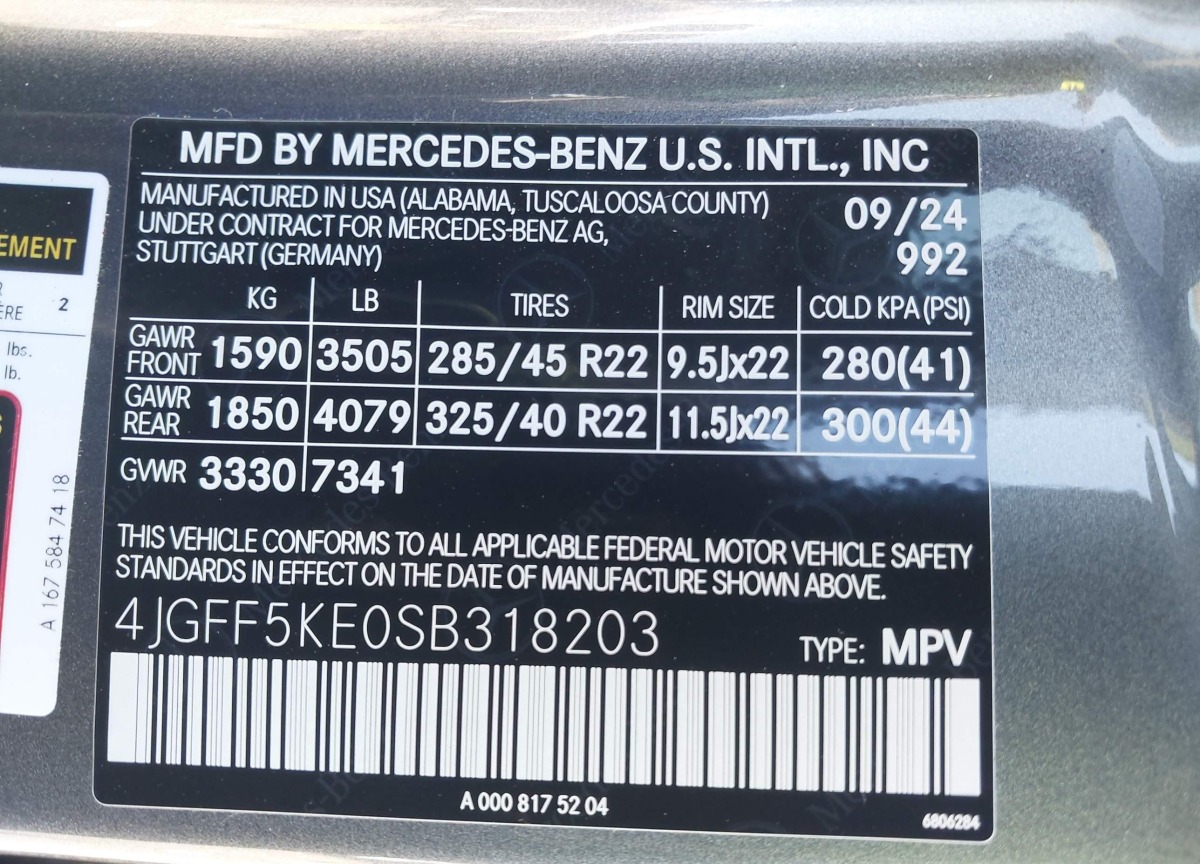 MFD BY MERCEDES-BENZ U.S. INTL., INC
MANUFACTURED IN USA (ALABAMA, TUSCALOOSA COUNTY)
UNDER CONTRACT FOR MERCEDES-BENZ AG,
STUTTGART (GERMANY)
09/24
992
KG LB TIRES RIM SIZE COLD KPA (PSI)
GAWR FRONT 1590 3505 285/45 R22 9.5Jx22 280(41)
GAWR REAR 1850 4079 325/40 R22 11.5Jx22 300(44)
GVWR 3330 7341
THIS VEHICLE CONFORMS TO ALL APPLICABLE FEDERAL MOTOR VEHICLE SAFETY
STANDARDS IN EFFECT ON THE DATE OF MANUFACTURE SHOWN ABOVE.
4JGFF5KE0SB318203
TYPE: MPV
A 000 817 52 04
6806284
EMENT
ERE 2
lbs.
lb.
A 167 584 74 18